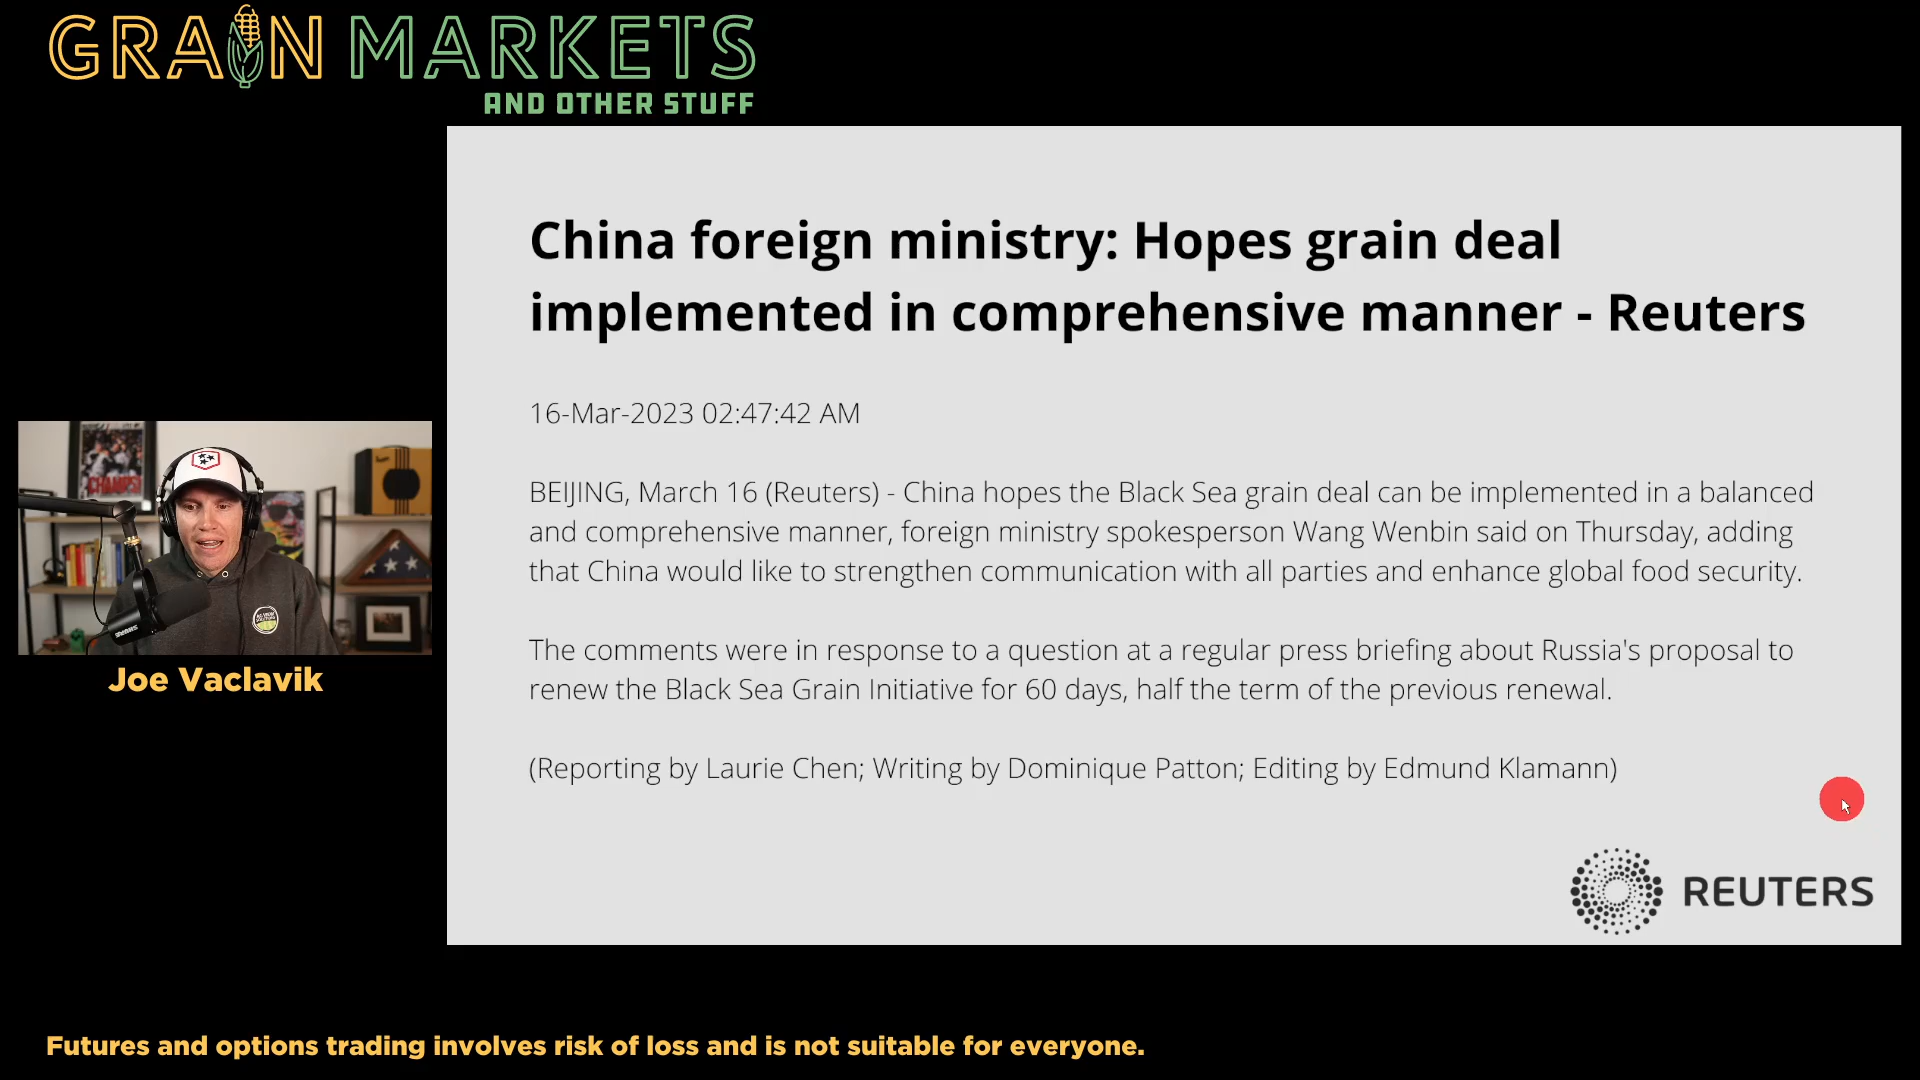 GRAIN MARKETS
AND OTHER STUFF
China foreign ministry: Hopes grain deal
implemented in comprehensive manner - Reuters
16-Mar-2023 02:47:42 AM
BEIJING, March 16 (Reuters) - China hopes the Black Sea grain deal can be implemented in a balanced
and comprehensive manner, foreign ministry spokesperson Wang Wenbin said on Thursday, adding
that China would like to strengthen communication with all parties and enhance global food security.
The comments were in response to a question at a regular press briefing about Russia's proposal to
renew the Black Sea Grain Initiative for 60 days, half the term of the previous renewal.
(Reporting by Laurie Chen; Writing by Dominique Patton; Editing by Edmund Klamann)
REUTERS
CHAMPS!
SHURE
Joe Vaclavik
Futures and options trading involves risk of loss and is not suitable for everyone.